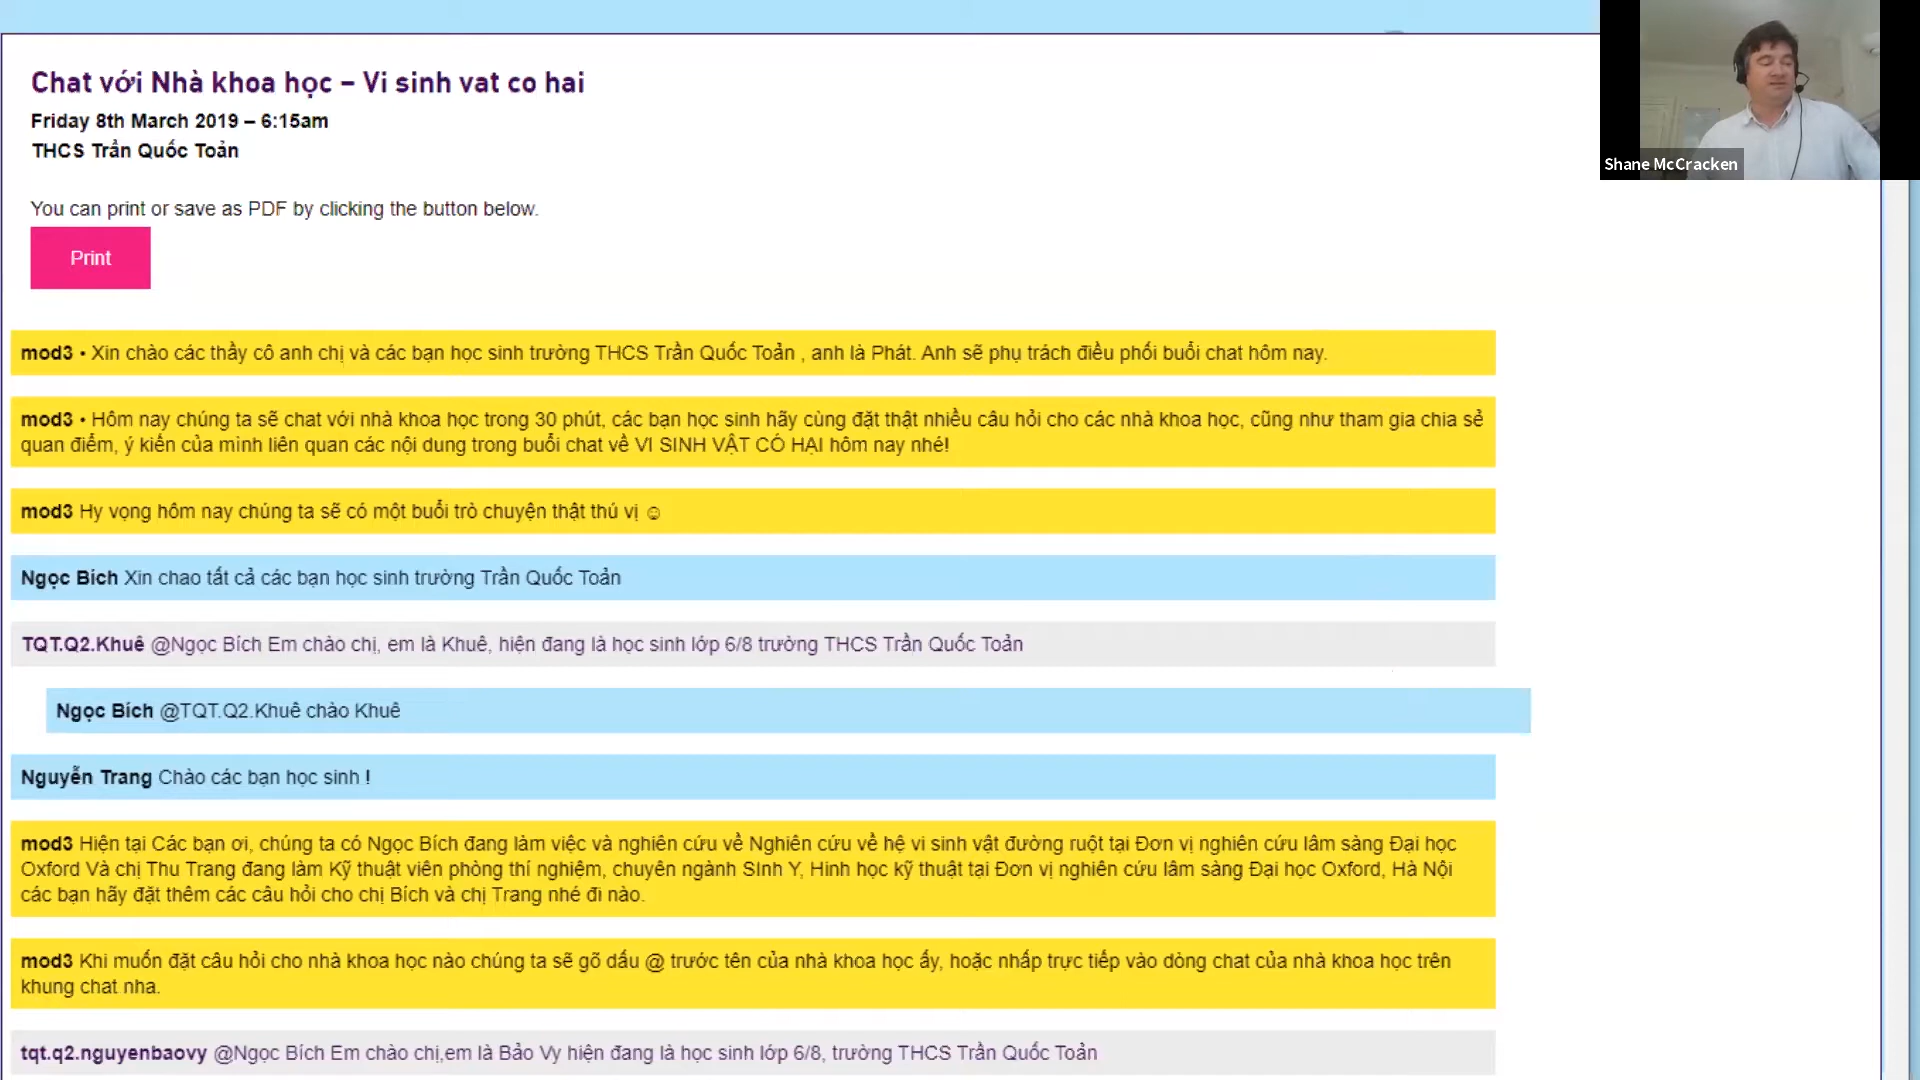 Chat với Nhà khoa học – Vi sinh vat co hai
Friday 8th March 2019 – 6:15am
THCS Trần Quốc Toản
You can print or save as PDF by clicking the button below.
Print
Shane McCracken
mod3 • Xin chào các thầy cô anh chị và các bạn học sinh trường THCS Trần Quốc Toản , anh là Phát. Anh sẽ phụ trách điều phối buổi chat hôm nay.
mod3 • Hôm nay chúng ta sẽ chat với nhà khoa học trong 30 phút, các bạn học sinh hãy cùng đặt thật nhiều câu hỏi cho các nhà khoa học, cũng như tham gia chia sẻ
quan điểm, ý kiến của mình liên quan các nội dung trong buổi chat về VI SINH VẬT CÓ HẠI hôm nay nhé!
mod3 Hy vọng hôm nay chúng ta sẽ có một buổi trò chuyện thật thú vị ☺
Ngọc Bích Xin chao tất cả các bạn học sinh trường Trần Quốc Toản
TQT.Q2.Khuê @Ngọc Bích Em chào chị, em là Khuê, hiện đang là học sinh lớp 6/8 trường THCS Trần Quốc Toản
Ngọc Bích @TQT.Q2.Khuê chào Khuê
Nguyễn Trang Chào các bạn học sinh !
mod3 Hiện tại Các bạn ơi, chúng ta có Ngọc Bích đang làm việc và nghiên cứu về Nghiên cứu về hệ vi sinh vật đường ruột tại Đơn vị nghiên cứu lâm sàng Đại học
Oxford Và chị Thu Trang đang làm Kỹ thuật viên phòng thí nghiệm, chuyên ngành SInh Y, Hinh học kỹ thuật tại Đơn vị nghiên cứu lâm sàng Đại học Oxford, Hà Nội
các bạn hãy đặt thêm các câu hỏi cho chị Bích và chị Trang nhé đi nào.
mod3 Khi muốn đặt câu hỏi cho nhà khoa học nào chúng ta sẽ gõ dấu @ trước tên của nhà khoa học ấy, hoặc nhấp trực tiếp vào dòng chat của nhà khoa học trên
khung chat nha.
tqt.q2.nguyenbaovy @Ngọc Bích Em chào chị,em là Bảo Vy hiện đang là học sinh lớp 6/8, trường THCS Trần Quốc Toản